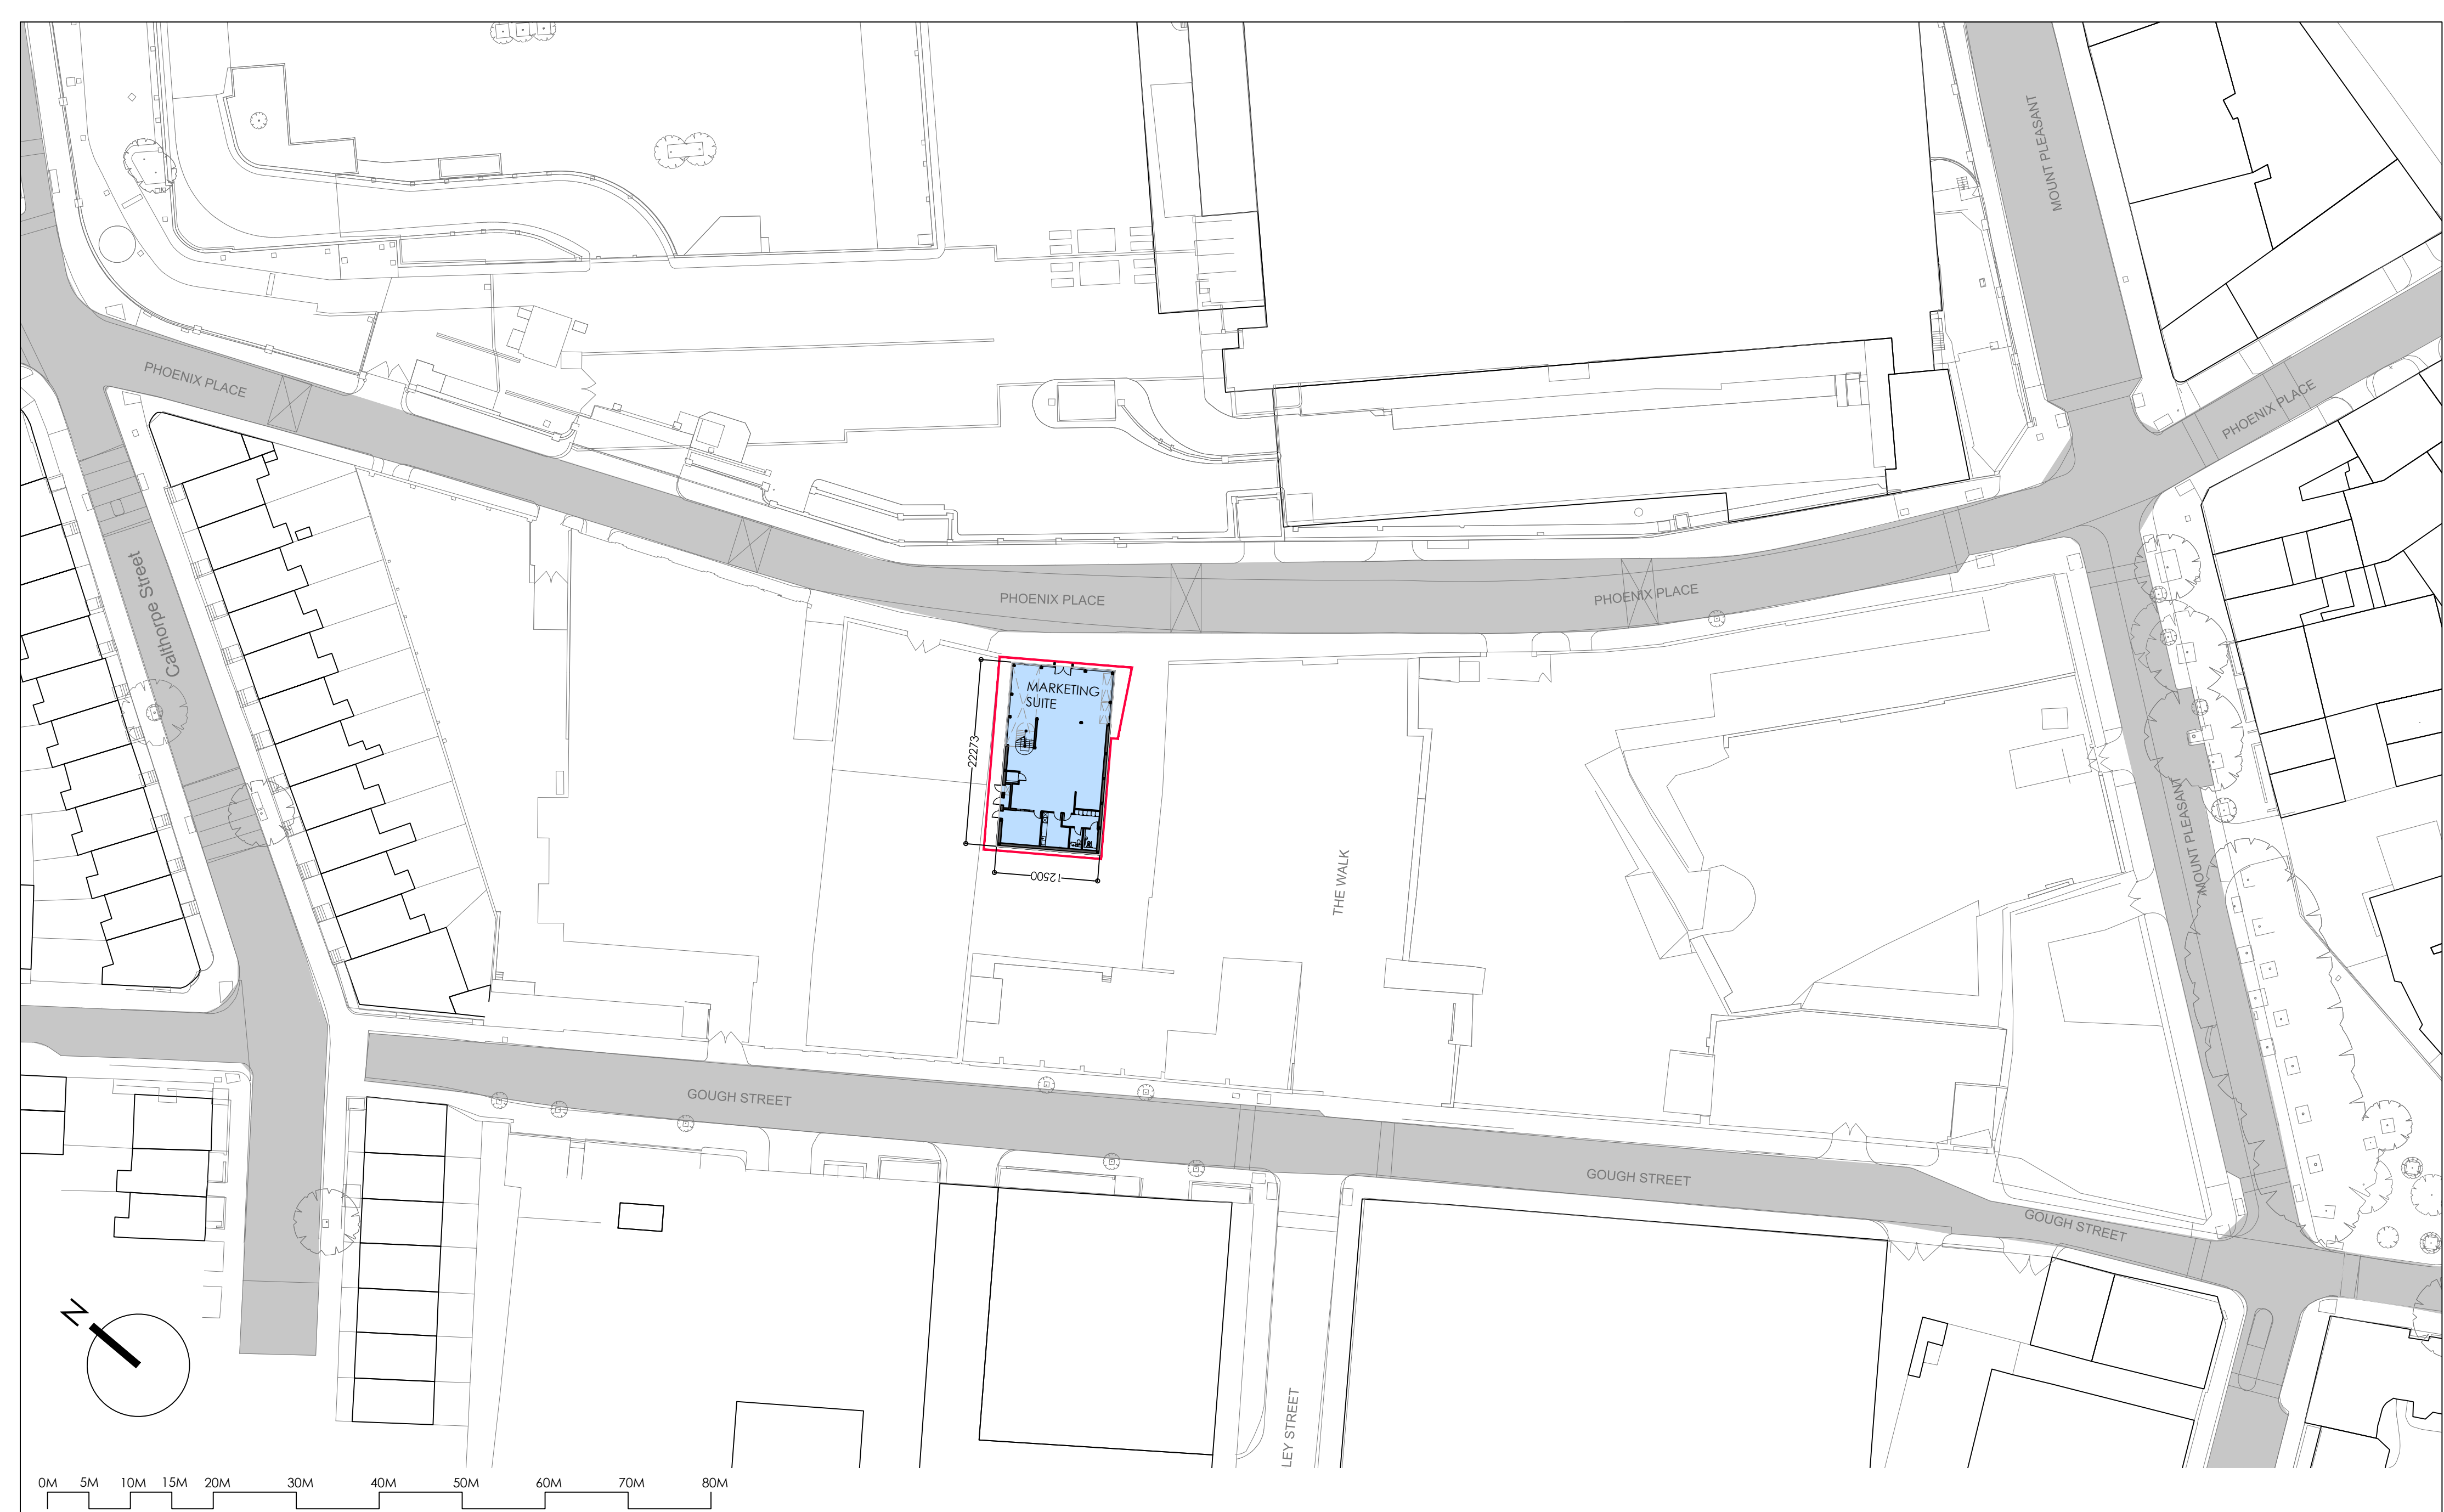 MOUNT PLEASANT
PHOENIX PLACE
PHOENIX PLACE
Calthorpe Street
PHOENIX PLACE
PHOENIX PLACE
MARKETING
SUITE
22273
12500
THE WALK
MOUNT PLEASANT
GOUGH STREET
GOUGH STREET
GOUGH STREET
LEY STREET
N
0M 5M 10M 15M 20M 30M 40M 50M 60M 70M 80M